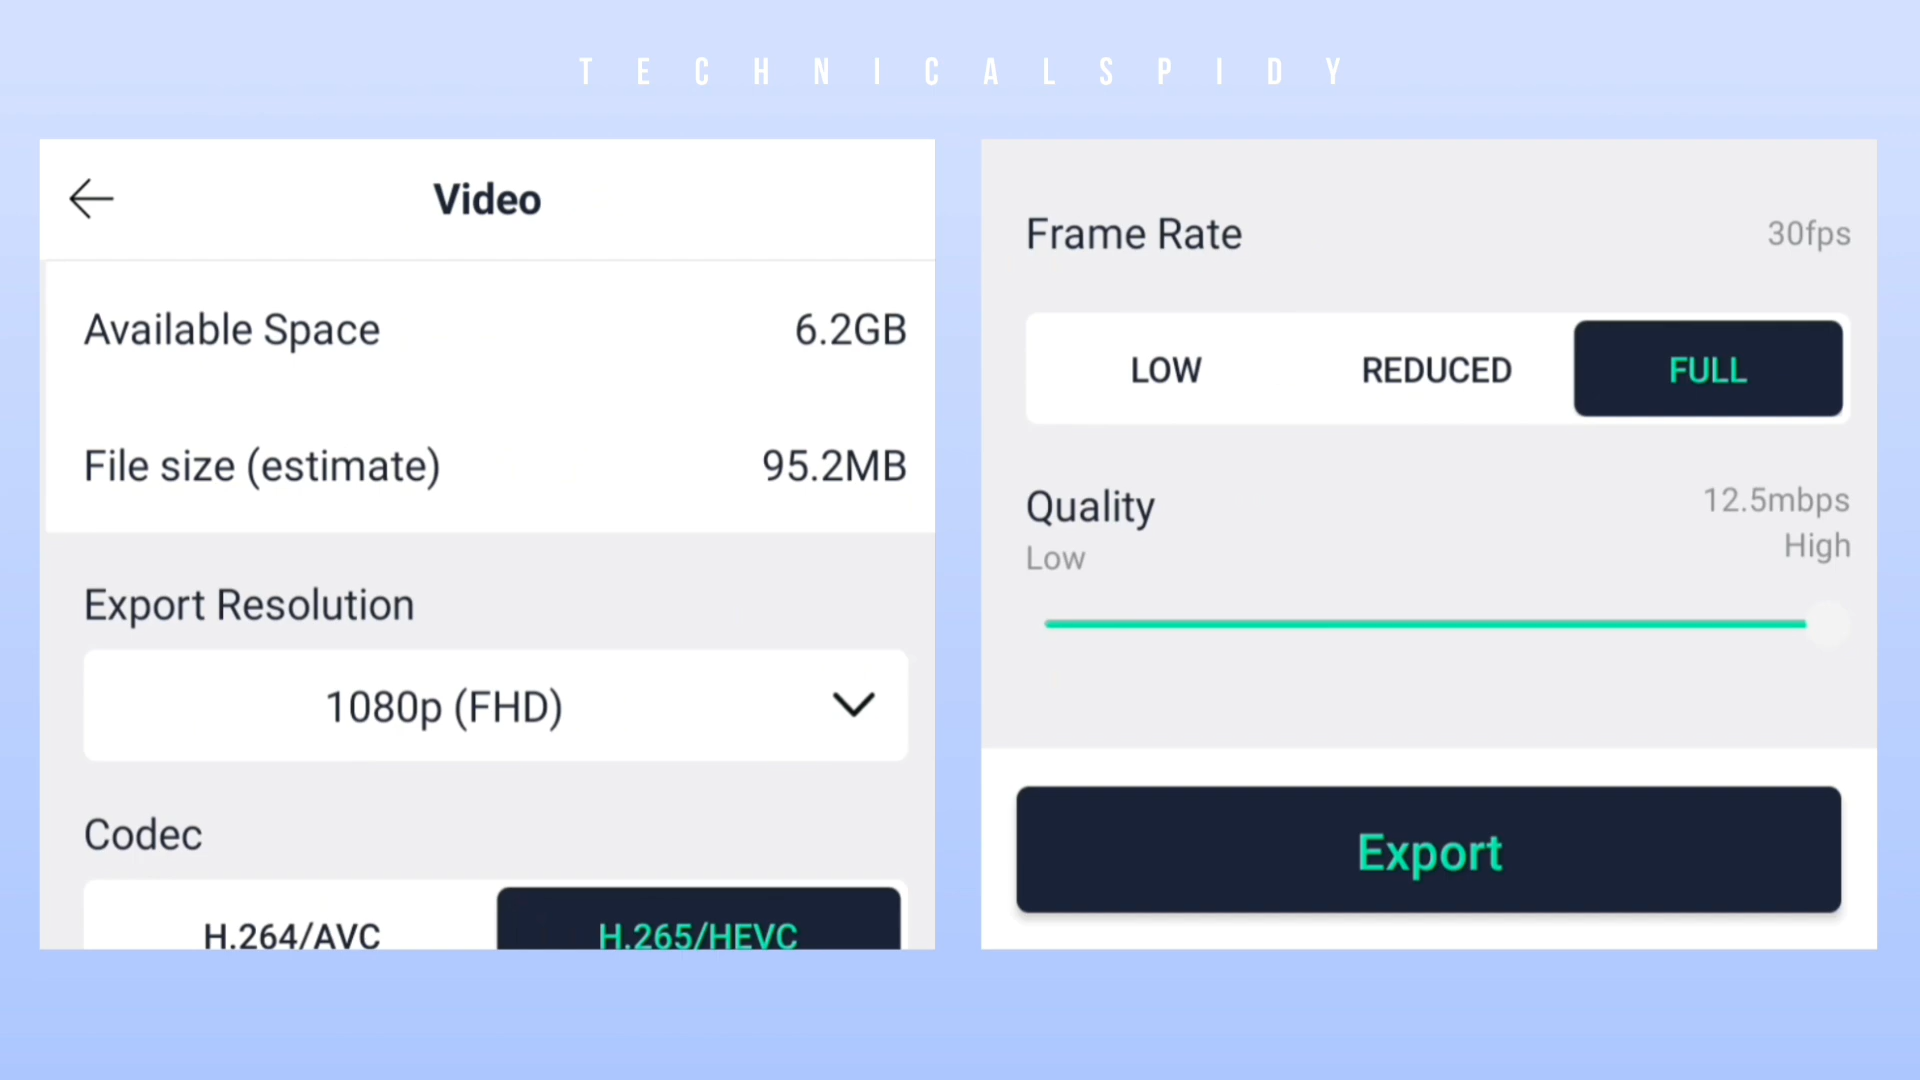 TECHNICALSPIDY
Video
Available Space 6.2GB
File size (estimate) 95.2MB
Export Resolution
1080p (FHD)
Codec
H.264/AVC H.265/HEVC
Frame Rate 30fps
LOW REDUCED FULL
Quality 12.5mbps
Low High
Export